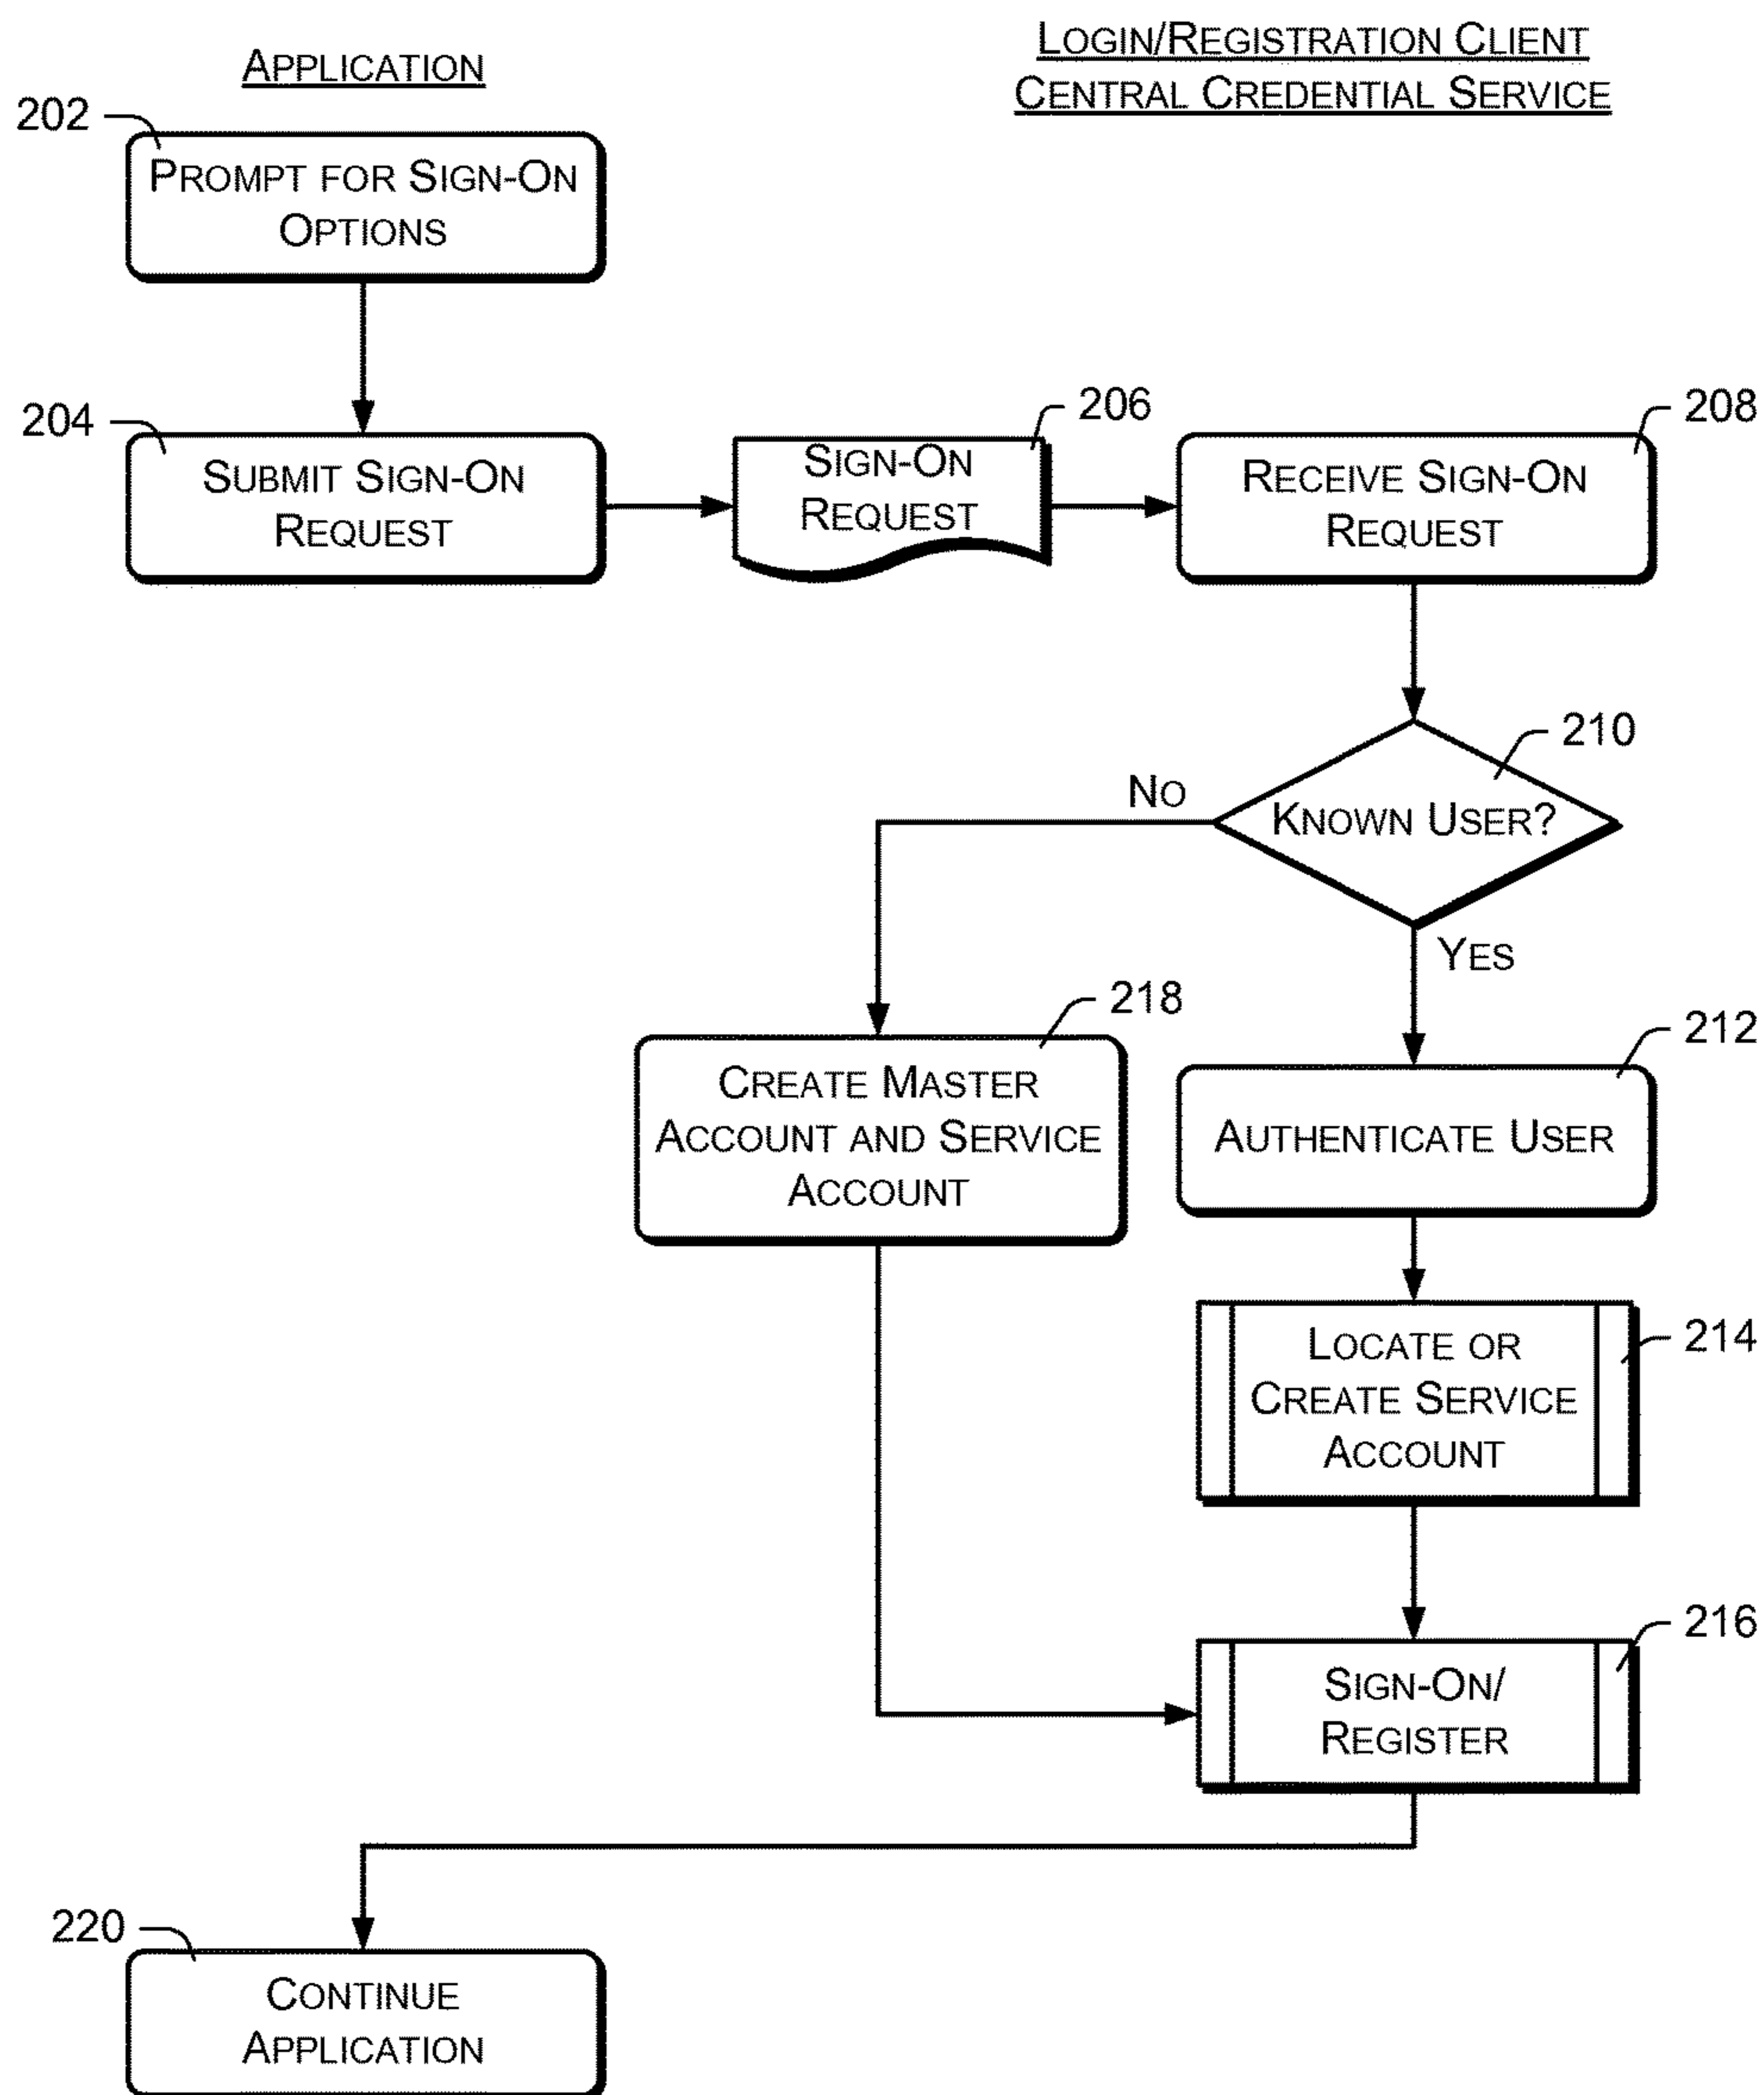 APPLICATION
LOGIN/REGISTRATION CLIENT
CENTRAL CREDENTIAL SERVICE
202
PROMPT FOR SIGN-ON
OPTIONS
204
SUBMIT SIGN-ON
REQUEST
206
SIGN-ON
REQUEST
208
RECEIVE SIGN-ON
REQUEST
210
KNOWN USER?
NO
YES
218
CREATE MASTER
ACCOUNT AND SERVICE
ACCOUNT
212
AUTHENTICATE USER
214
LOCATE OR
CREATE SERVICE
ACCOUNT
216
SIGN-ON/
REGISTER
220
CONTINUE
APPLICATION